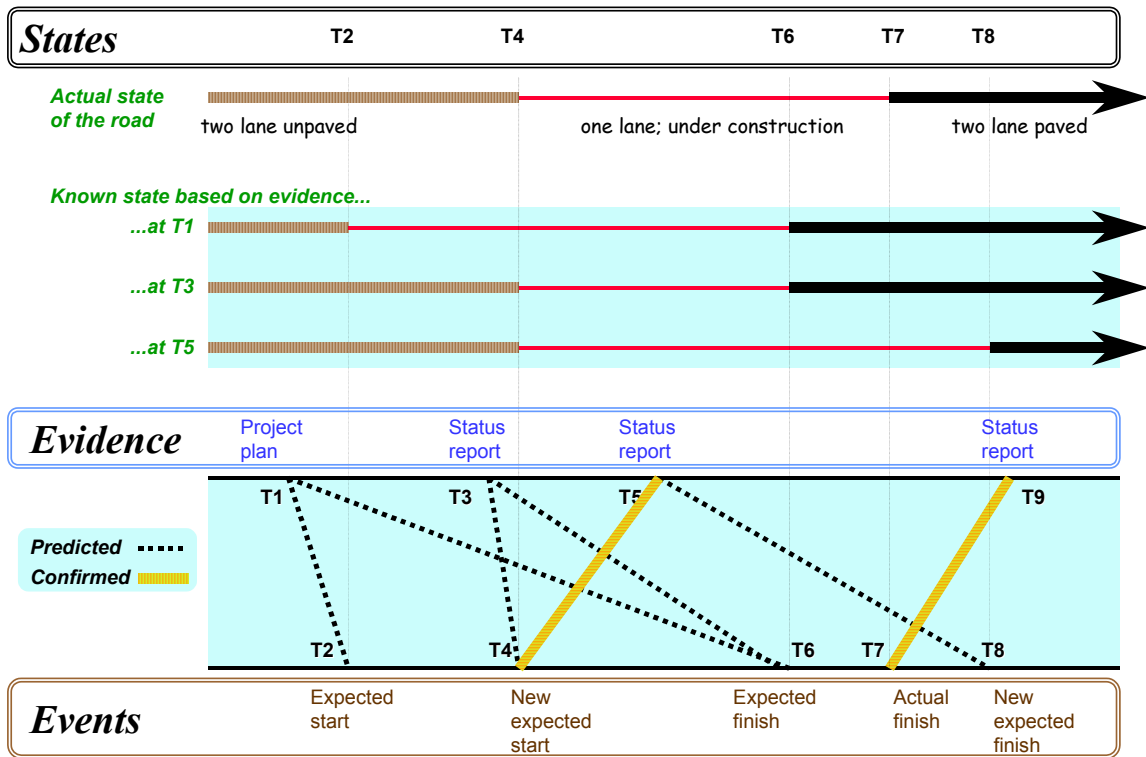 States
T2 T4 T6 T7 T8
Actual state
of the road
two lane unpaved one lane; under construction two lane paved
Known state based on evidence...
...at T1
...at T3
...at T5
Evidence
Project
plan
Status
report
Status
report
Status
report
T1 T3 T5 T9
Predicted
Confirmed
T2 T4 T6 T7 T8
Events
Expected
start
New
expected
start
Expected
finish
Actual
finish
New
expected
finish